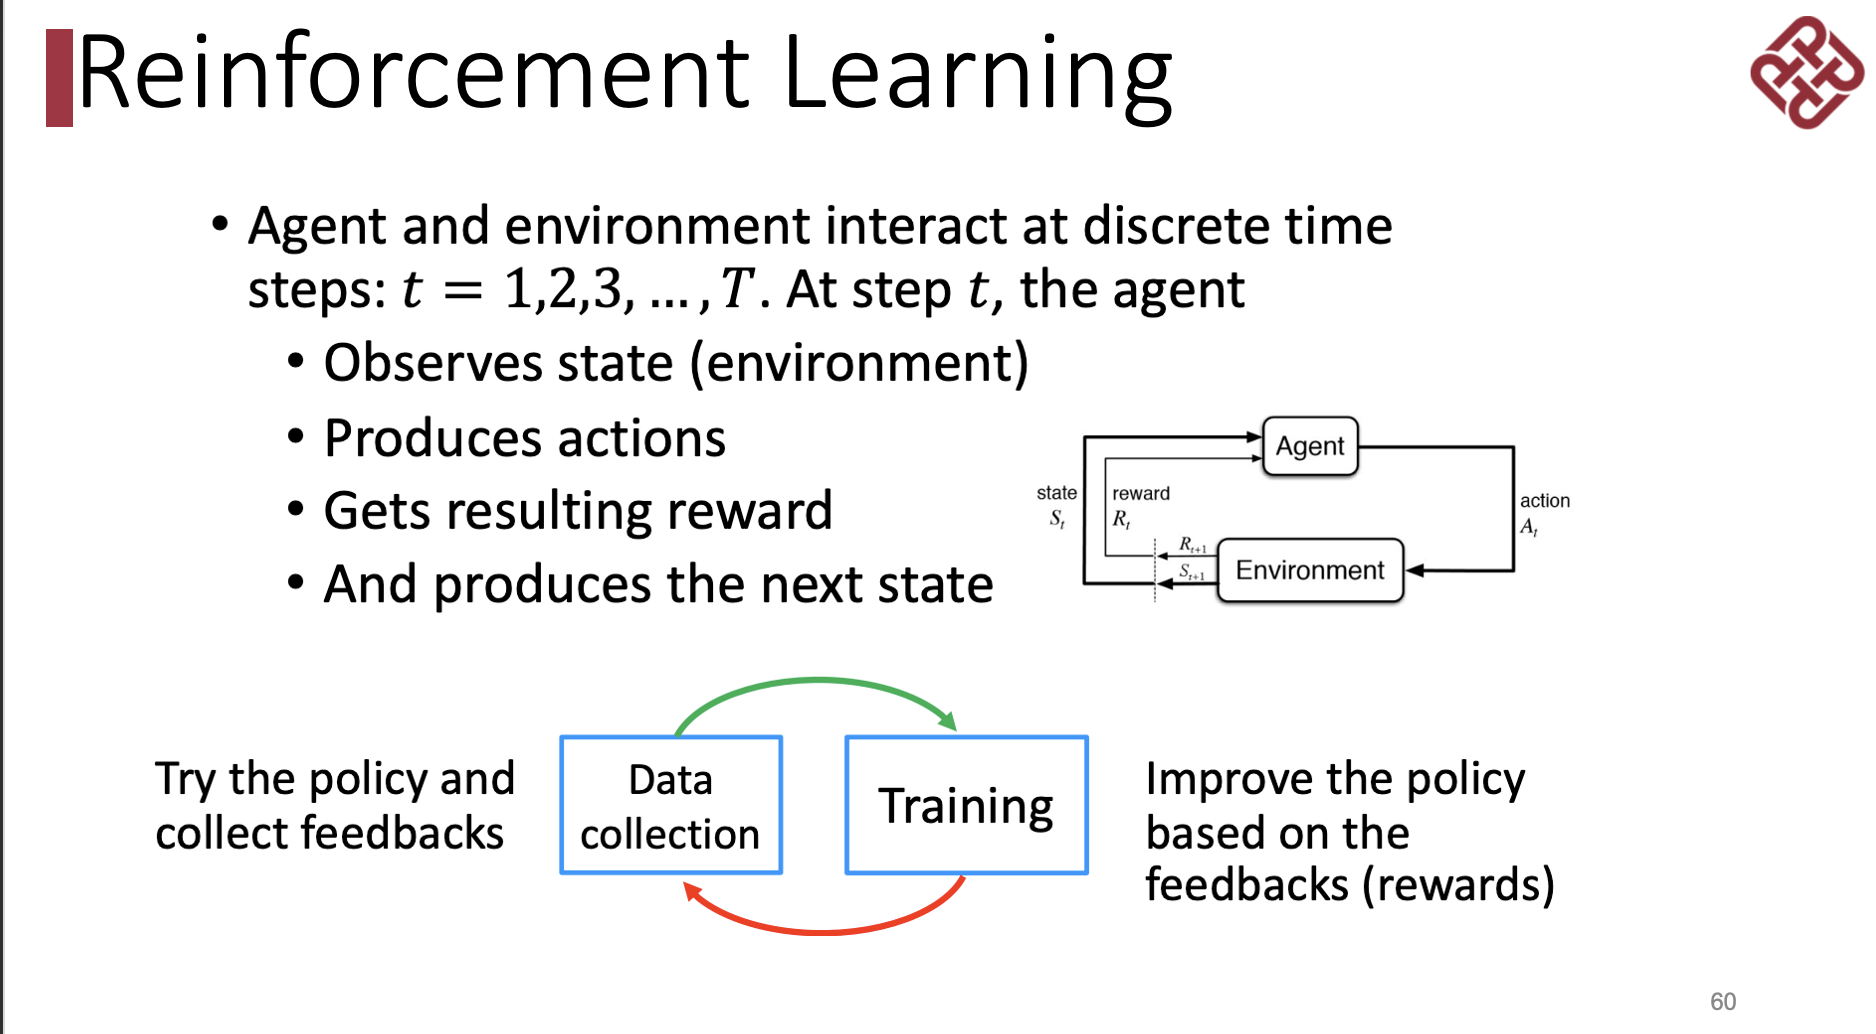 Reinforcement Learning
• Agent and environment interact at discrete time
steps: t = 1,2,3, … , T. At step t, the agent
• Observes state (environment)
• Produces actions
• Gets resulting reward
• And produces the next state
Agent
state
S_t
reward
R_t
action
A_t
R_{t+1}
S_{t+1}
Environment
Try the policy and
collect feedbacks
Data
collection
Training
Improve the policy
based on the
feedbacks (rewards)
60